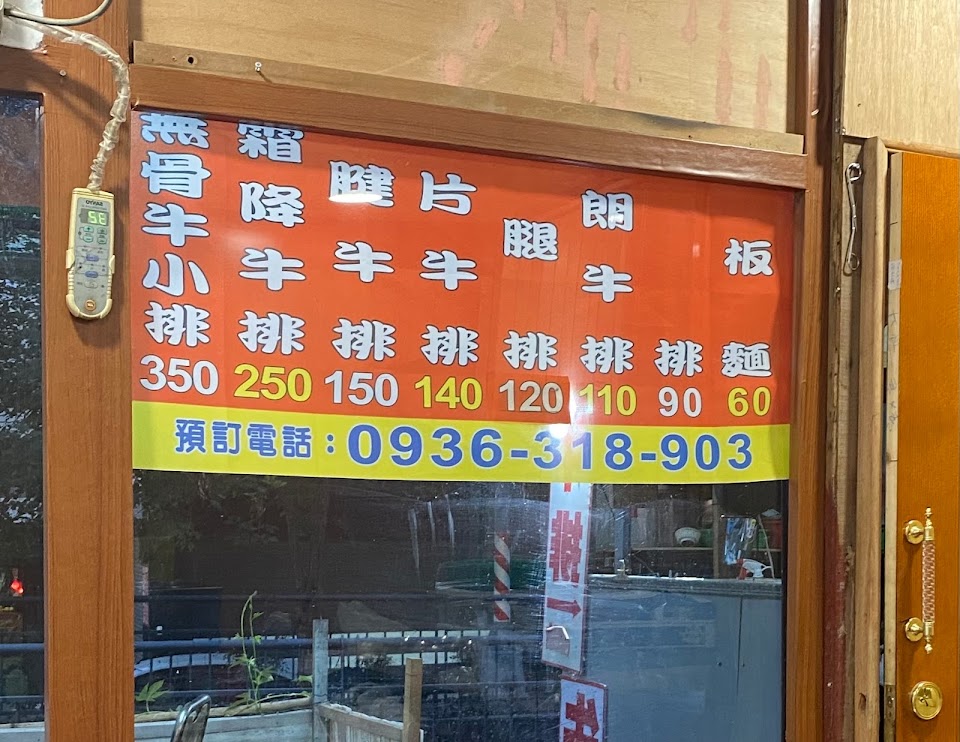 無骨牛小排 350
霜降牛排 250
腱牛排 150
片牛排 140
腿排 120
朗牛排 110
排 90
板麵 60
預訂電話：0936-318-903
SANYO
排